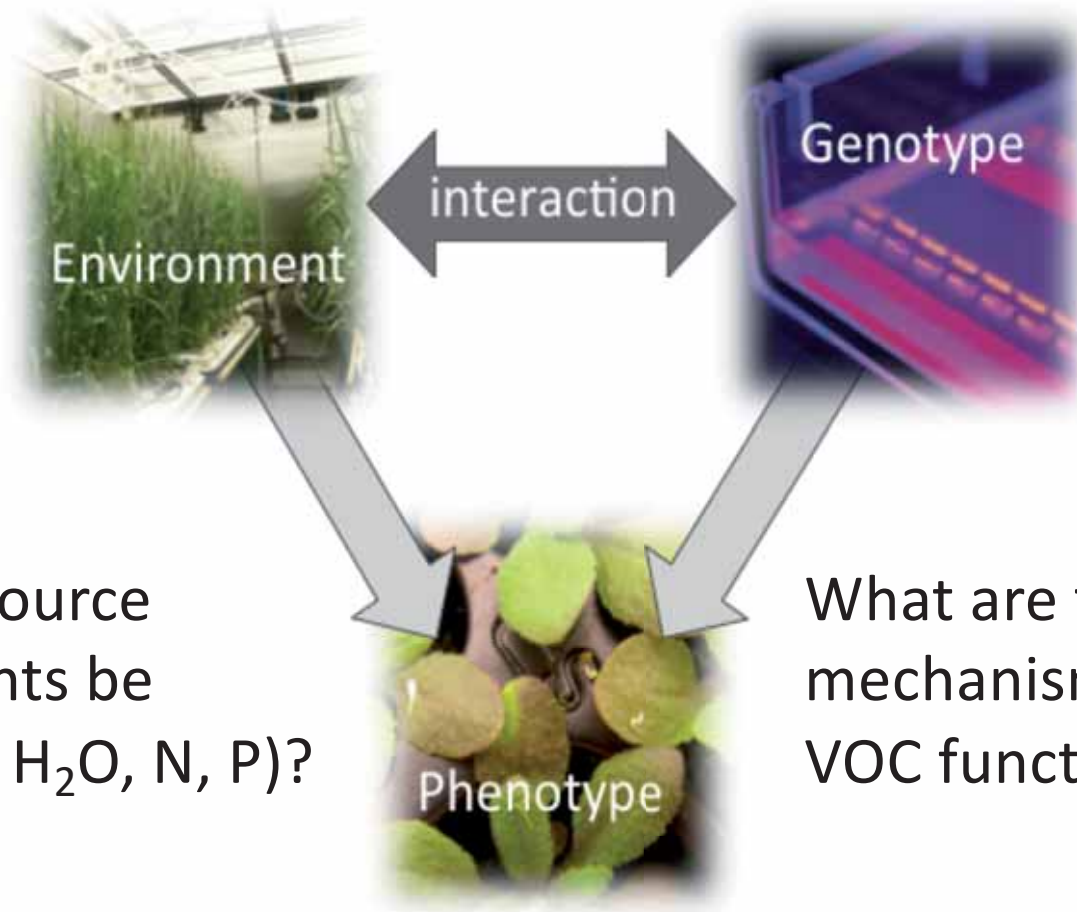 Genotype
interaction
Environment
ource
nts be
H₂O, N, P)?
What are
mechanism
VOC funct
Phenotype